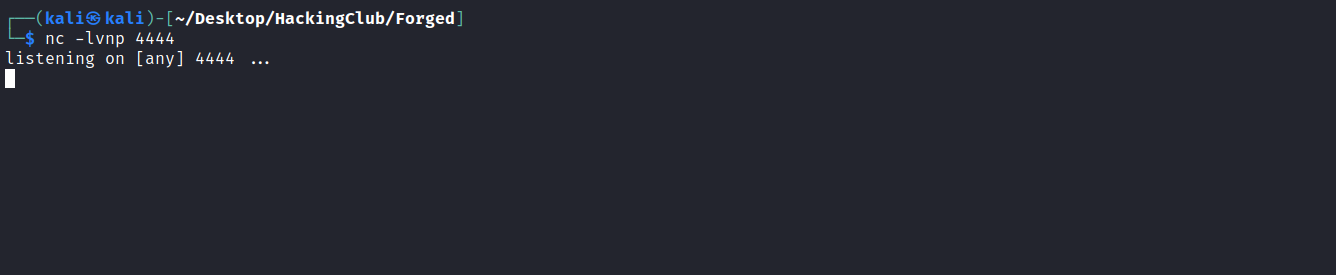 ┌──(kali㉿kali)-[~/Desktop/HackingClub/Forged]
└─$ nc -lvnp 4444
listening on [any] 4444 ...